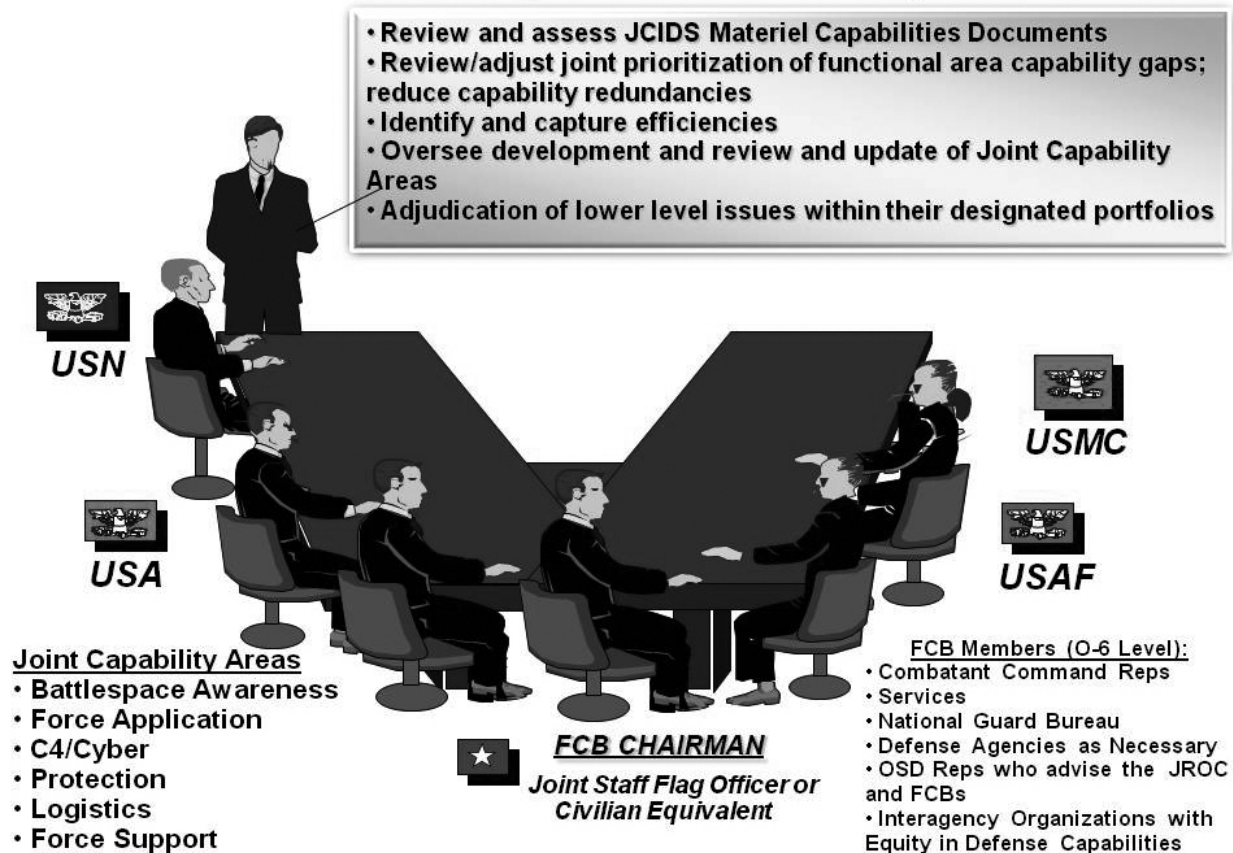 • Review and assess JCIDS Materiel Capabilities Documents
• Review/adjust joint prioritization of functional area capability gaps;
reduce capability redundancies
• Identify and capture efficiencies
• Oversee development and review and update of Joint Capability
Areas
• Adjudication of lower level issues within their designated portfolios
USN
USMC
USA
USAF
Joint Capability Areas
• Battlespace Awareness
• Force Application
• C4/Cyber
• Protection
• Logistics
• Force Support
FCB CHAIRMAN
Joint Staff Flag Officer or
Civilian Equivalent
FCB Members (O-6 Level):
• Combatant Command Reps
• Services
• National Guard Bureau
• Defense Agencies as Necessary
• OSD Reps who advise the JROC
and FCBs
• Interagency Organizations with
Equity in Defense Capabilities